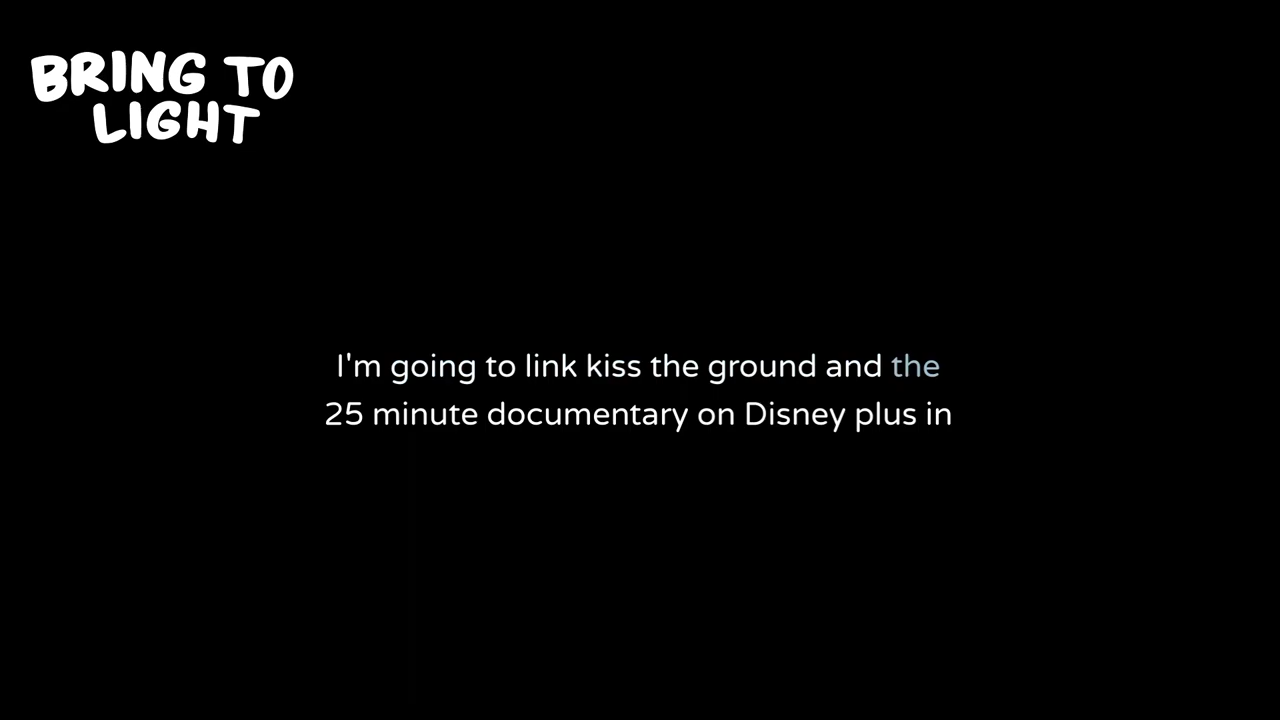 BRING TO
LIGHT
I'm going to link kiss the ground and the
25 minute documentary on Disney plus in